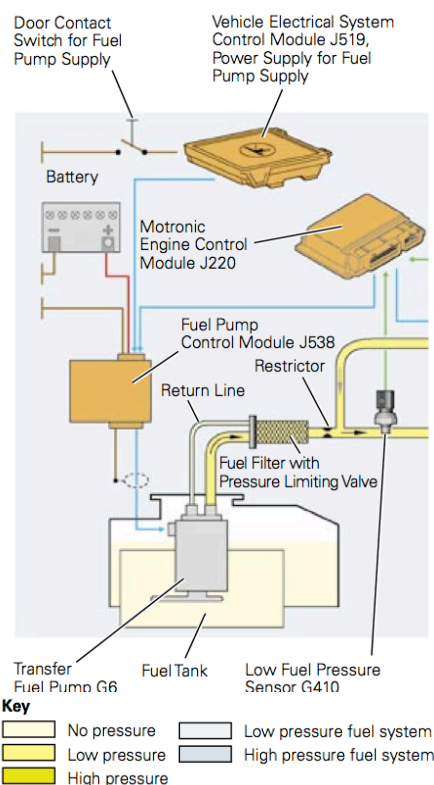 Door Contact
Switch for Fuel
Pump Supply
Vehicle Electrical System
Control Module J519,
Power Supply for Fuel
Pump Supply
Battery
Motronic
Engine Control
Module J220
Fuel Pump
Control Module J538
Restrictor
Return Line
Fuel Filter with
Pressure Limiting Valve
Transfer
Fuel Pump G6
Fuel Tank
Low Fuel Pressure
Sensor G410
Key
No pressure
Low pressure
High pressure
Low pressure fuel system
High pressure fuel system